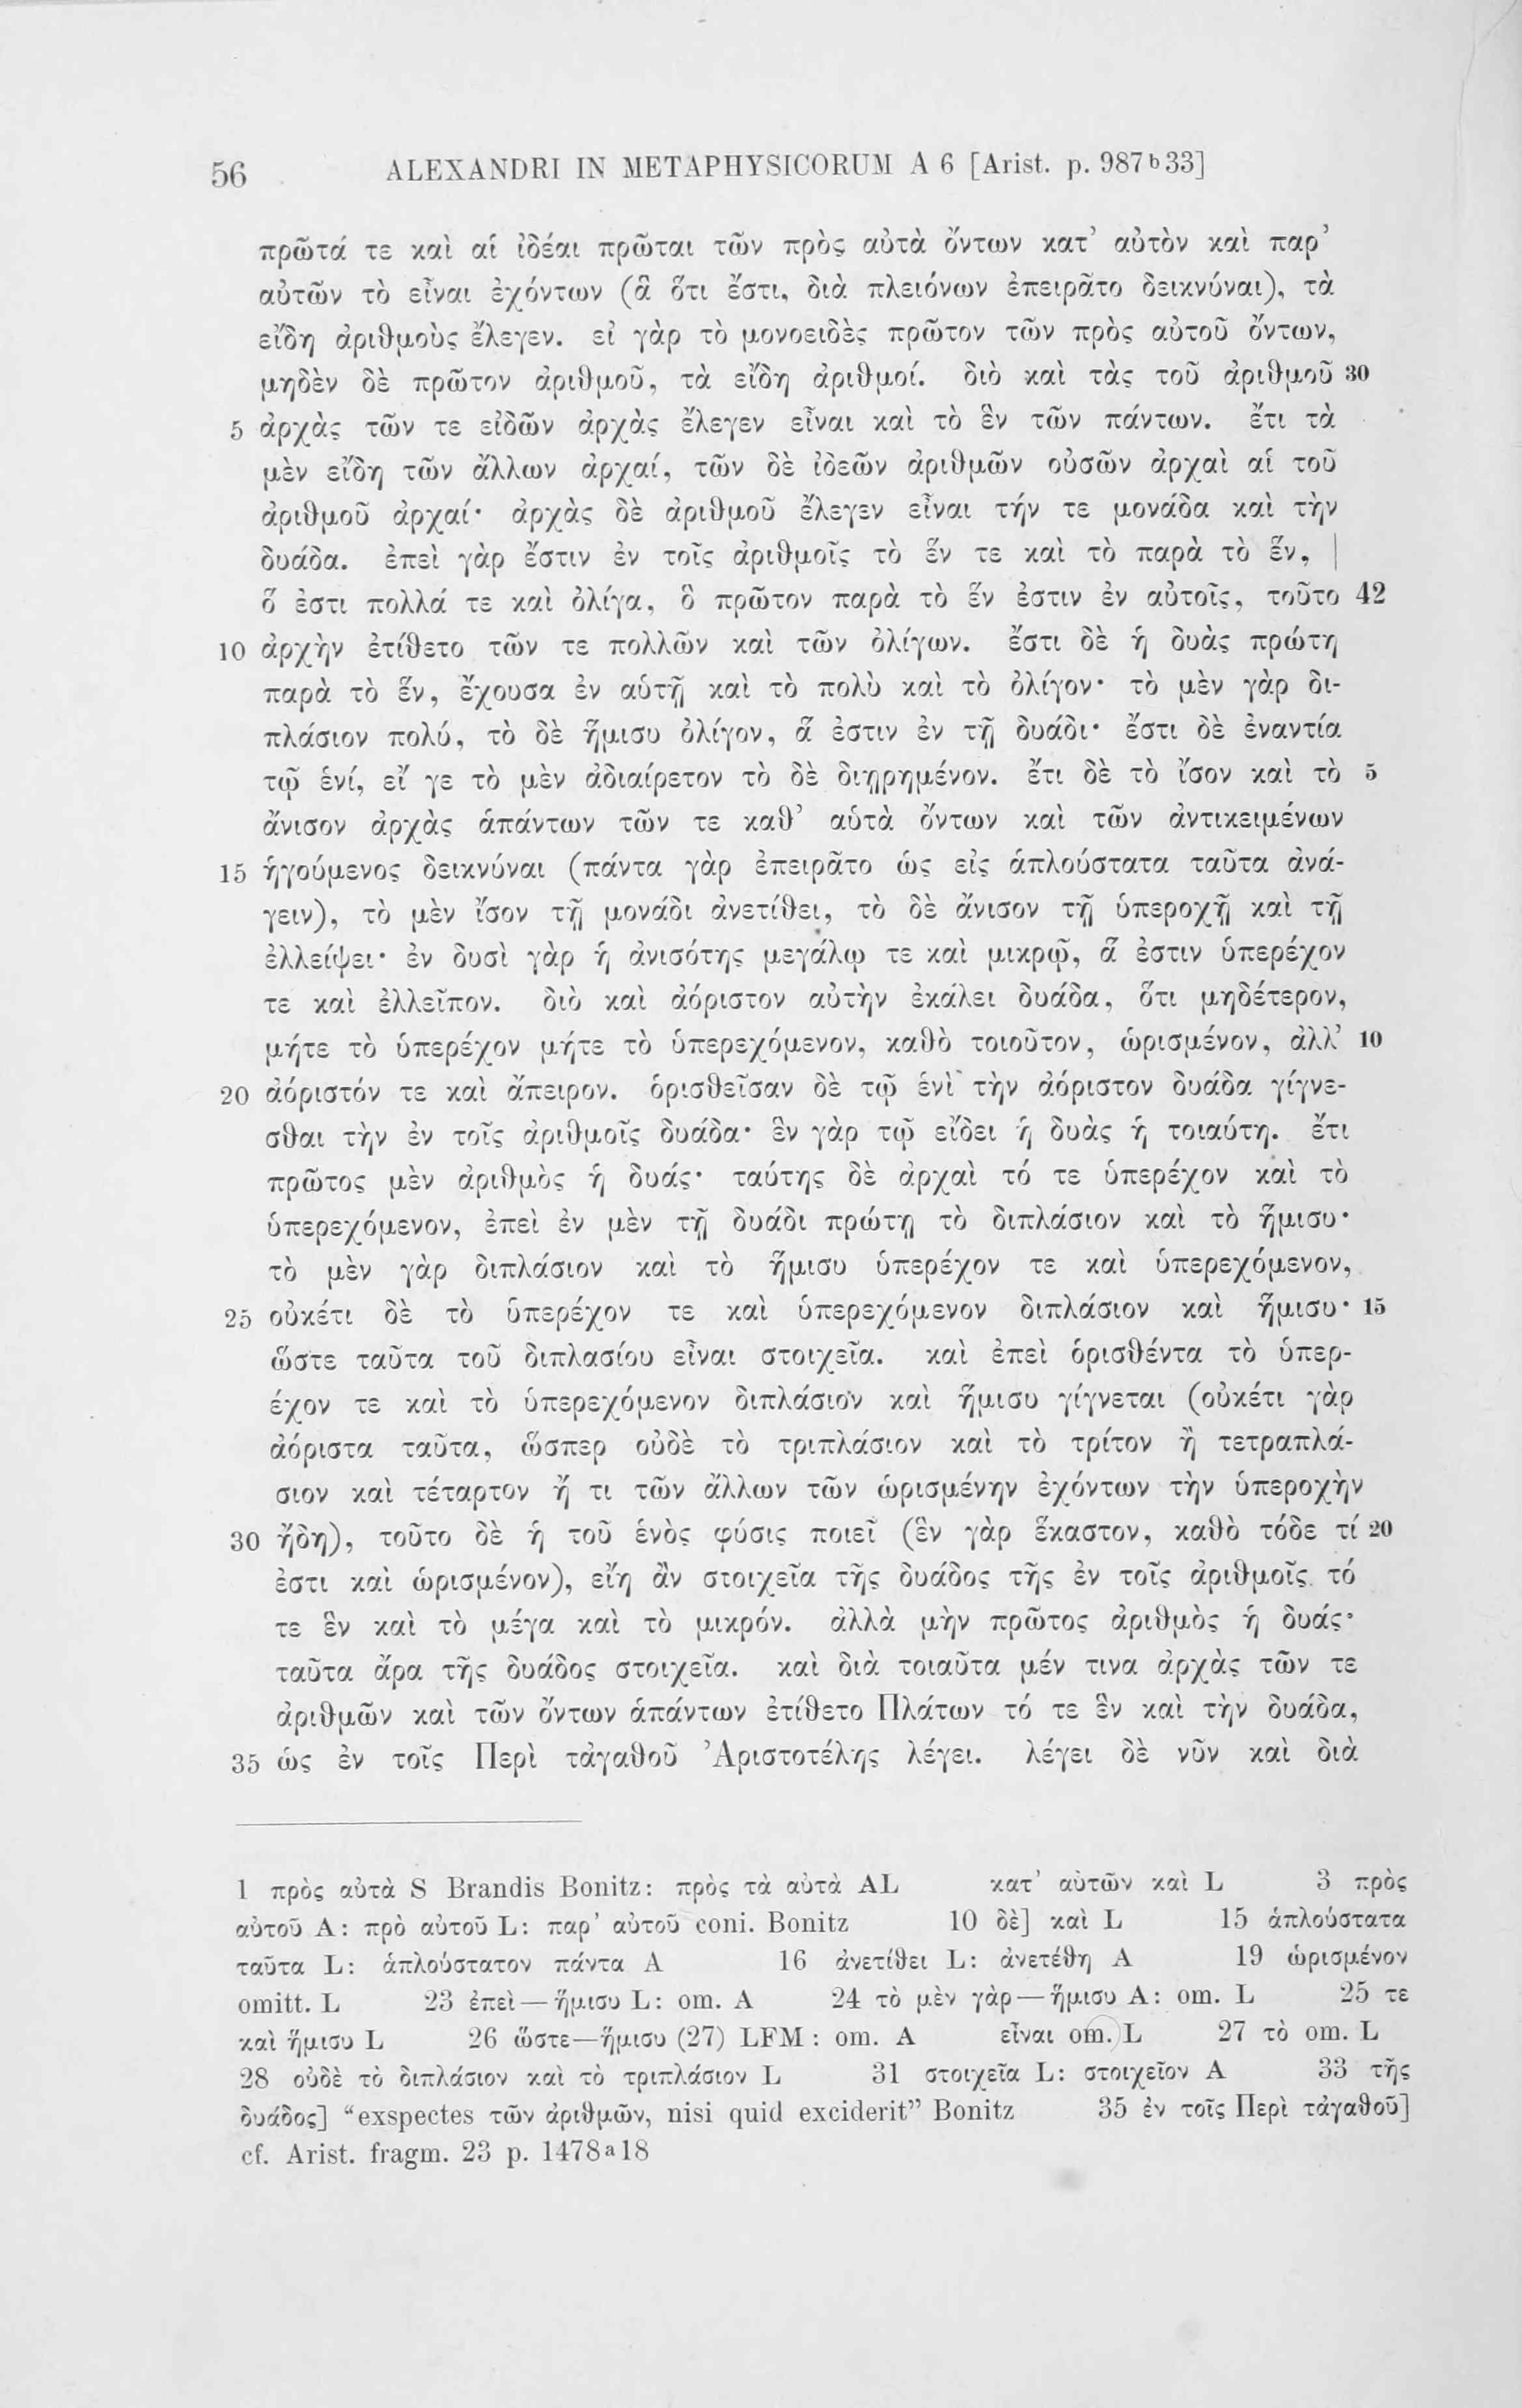 56 ALEXANDRI IN METAPHYSICORUM A 6 [Arist. p. 987ᵇ33]
πρῶτά τε καὶ αἱ ἰδέαι πρῶται τῶν πρὸς αὐτὰ ὄντων κατ’ αὐτὸν καὶ παρ’
αὐτῶν τὸ εἶναι ἐχόντων (ἃ ὅτι ἔστι, διὰ πλειόνων ἐπειρᾶτο δεικνύναι), τὰ
εἴδη ἀριθμοὺς ἔλεγεν. εἰ γὰρ τὸ μονοειδὲς πρῶτον τῶν πρὸς αὐτοῦ ὄντων,
μηδὲν δὲ πρῶτον ἀριθμοῦ, τὰ εἴδη ἀριθμοί. διὸ καὶ τὰς τοῦ ἀριθμοῦ 30
5 ἀρχὰς τῶν τε εἰδῶν ἀρχὰς ἔλεγεν εἶναι καὶ τὸ ἓν τῶν πάντων. ἔτι τὰ
μὲν εἴδη τῶν ἄλλων ἀρχαί, τῶν δὲ ἰδεῶν ἀριθμῶν οὐσῶν ἀρχαὶ αἱ τοῦ
ἀριθμοῦ ἀρχαί· ἀρχὰς δὲ ἀριθμοῦ ἔλεγεν εἶναι τήν τε μονάδα καὶ τὴν
δυάδα. ἐπεὶ γὰρ ἔστιν ἐν τοῖς ἀριθμοῖς τὸ ἕν τε καὶ τὸ παρὰ τὸ ἕν, |
ὅ ἐστι πολλά τε καὶ ὀλίγα, ὃ πρῶτον παρὰ τὸ ἕν ἐστιν ἐν αὐτοῖς, τοῦτο 42
10 ἀρχὴν ἐτίθετο τῶν τε πολλῶν καὶ τῶν ὀλίγων. ἔστι δὲ ἡ δυὰς πρώτη
παρὰ τὸ ἕν, ἔχουσα ἐν αὑτῇ καὶ τὸ πολὺ καὶ τὸ ὀλίγον· τὸ μὲν γὰρ δι-
πλάσιον πολύ, τὸ δὲ ἥμισυ ὀλίγον, ἅ ἐστιν ἐν τῇ δυάδι· ἔστι δὲ ἐναντία
τῷ ἑνί, εἴ γε τὸ μὲν ἀδιαίρετον τὸ δὲ διῃρημένον. ἔτι δὲ τὸ ἴσον καὶ τὸ 5
ἄνισον ἀρχὰς ἁπάντων τῶν τε καθ’ αὑτὰ ὄντων καὶ τῶν ἀντικειμένων
15 ἡγούμενος δεικνύναι (πάντα γὰρ ἐπειρᾶτο ὡς εἰς ἁπλούστατα ταῦτα ἀνά-
γειν), τὸ μὲν ἴσον τῇ μονάδι ἀνετίθει, τὸ δὲ ἄνισον τῇ ὑπεροχῇ καὶ τῇ
ἐλλείψει· ἐν δυσὶ γὰρ ἡ ἀνισότης μεγάλῳ τε καὶ μικρῷ, ἅ ἐστιν ὑπερέχον
τε καὶ ἐλλεῖπον. διὸ καὶ ἀόριστον αὐτὴν ἐκάλει δυάδα, ὅτι μηδέτερον,
μήτε τὸ ὑπερέχον μήτε τὸ ὑπερεχόμενον, καθὸ τοιοῦτον, ὡρισμένον, ἀλλ’ 10
20 ἀόριστόν τε καὶ ἄπειρον. ὁρισθεῖσαν δὲ τῷ ἑνὶ τὴν ἀόριστον δυάδα γίγνε-
σθαι τὴν ἐν τοῖς ἀριθμοῖς δυάδα· ἓν γὰρ τῷ εἴδει ἡ δυὰς ἡ τοιαύτη. ἔτι
πρῶτος μὲν ἀριθμὸς ἡ δυάς· ταύτης δὲ ἀρχαὶ τό τε ὑπερέχον καὶ τὸ
ὑπερεχόμενον, ἐπεὶ ἐν μὲν τῇ δυάδι πρώτῃ τὸ διπλάσιον καὶ τὸ ἥμισυ·
τὸ μὲν γὰρ διπλάσιον καὶ τὸ ἥμισυ ὑπερέχον τε καὶ ὑπερεχόμενον,
25 οὐκέτι δὲ τὸ ὑπερέχον τε καὶ ὑπερεχόμενον διπλάσιον καὶ ἥμισυ· 15
ὥστε ταῦτα τοῦ διπλασίου εἶναι στοιχεῖα. καὶ ἐπεὶ ὁρισθέντα τὸ ὑπερ-
έχον τε καὶ τὸ ὑπερεχόμενον διπλάσιον καὶ ἥμισυ γίγνεται (οὐκέτι γὰρ
ἀόριστα ταῦτα, ὥσπερ οὐδὲ τὸ τριπλάσιον καὶ τὸ τρίτον ἢ τετραπλά-
σιον καὶ τέταρτον ἤ τι τῶν ἄλλων τῶν ὡρισμένην ἐχόντων τὴν ὑπεροχὴν
30 ἤδη), τοῦτο δὲ ἡ τοῦ ἑνὸς φύσις ποιεῖ (ἓν γὰρ ἕκαστον, καθὸ τόδε τί 20
ἐστι καὶ ὡρισμένον), εἴη ἂν στοιχεῖα τῆς δυάδος τῆς ἐν τοῖς ἀριθμοῖς τό
τε ἓν καὶ τὸ μέγα καὶ τὸ μικρόν. ἀλλὰ μὴν πρῶτος ἀριθμὸς ἡ δυάς·
ταῦτα ἄρα τῆς δυάδος στοιχεῖα. καὶ διὰ τοιαῦτα μέν τινα ἀρχὰς τῶν τε
ἀριθμῶν καὶ τῶν ὄντων ἁπάντων ἐτίθετο Πλάτων τό τε ἓν καὶ τὴν δυάδα,
35 ὡς ἐν τοῖς Περὶ τἀγαθοῦ Ἀριστοτέλης λέγει. λέγει δὲ νῦν καὶ διὰ
1 πρὸς αὐτὰ S Brandis Bonitz: πρὸς τὰ αὐτὰ AL κατ’ αὐτῶν καὶ L 3 πρὸς
αὐτοῦ A: πρὸ αὐτοῦ L: παρ’ αὐτοῦ coni. Bonitz 10 δὲ] καὶ L 15 ἁπλούστατα
ταῦτα L: ἁπλούστατον πάντα A 16 ἀνετίθει L: ἀνετέθη A 19 ὡρισμένον
omitt. L 23 ἐπεὶ—ἥμισυ L: om. A 24 τὸ μὲν γὰρ—ἥμισυ A: om. L 25 τε
καὶ ἥμισυ L 26 ὥστε—ἥμισυ (27) LFM: om. A εἶναι om. L 27 τὸ om. L
28 οὐδὲ τὸ διπλάσιον καὶ τὸ τριπλάσιον L 31 στοιχεῖα L: στοιχεῖον A 33 τῆς
δυάδος] “exspectes τῶν ἀριθμῶν, nisi quid exciderit” Bonitz 35 ἐν τοῖς Περὶ τἀγαθοῦ]
cf. Arist. fragm. 23 p. 1478ᵃ18